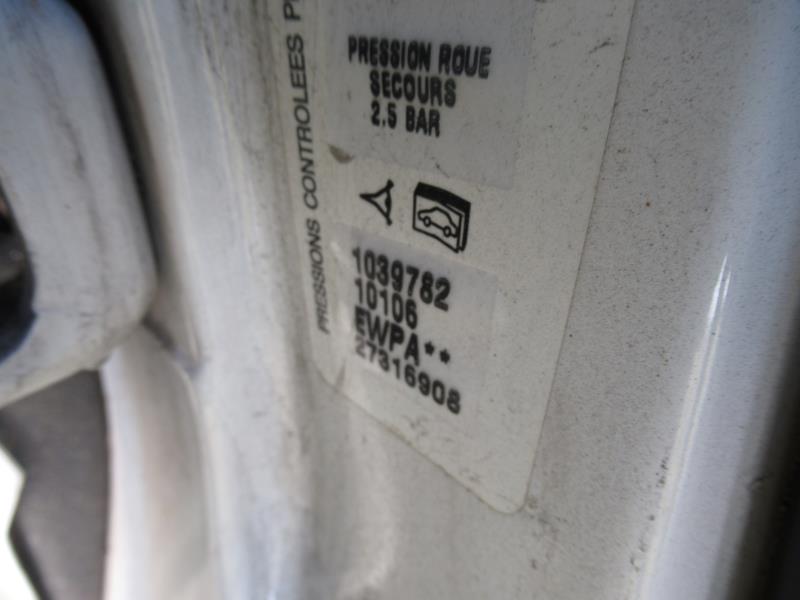 PRESSION ROUE
SECOURS
2.5 BAR
PRESSIONS CONTROLEES
1039782
10106
EWPA**
27316908